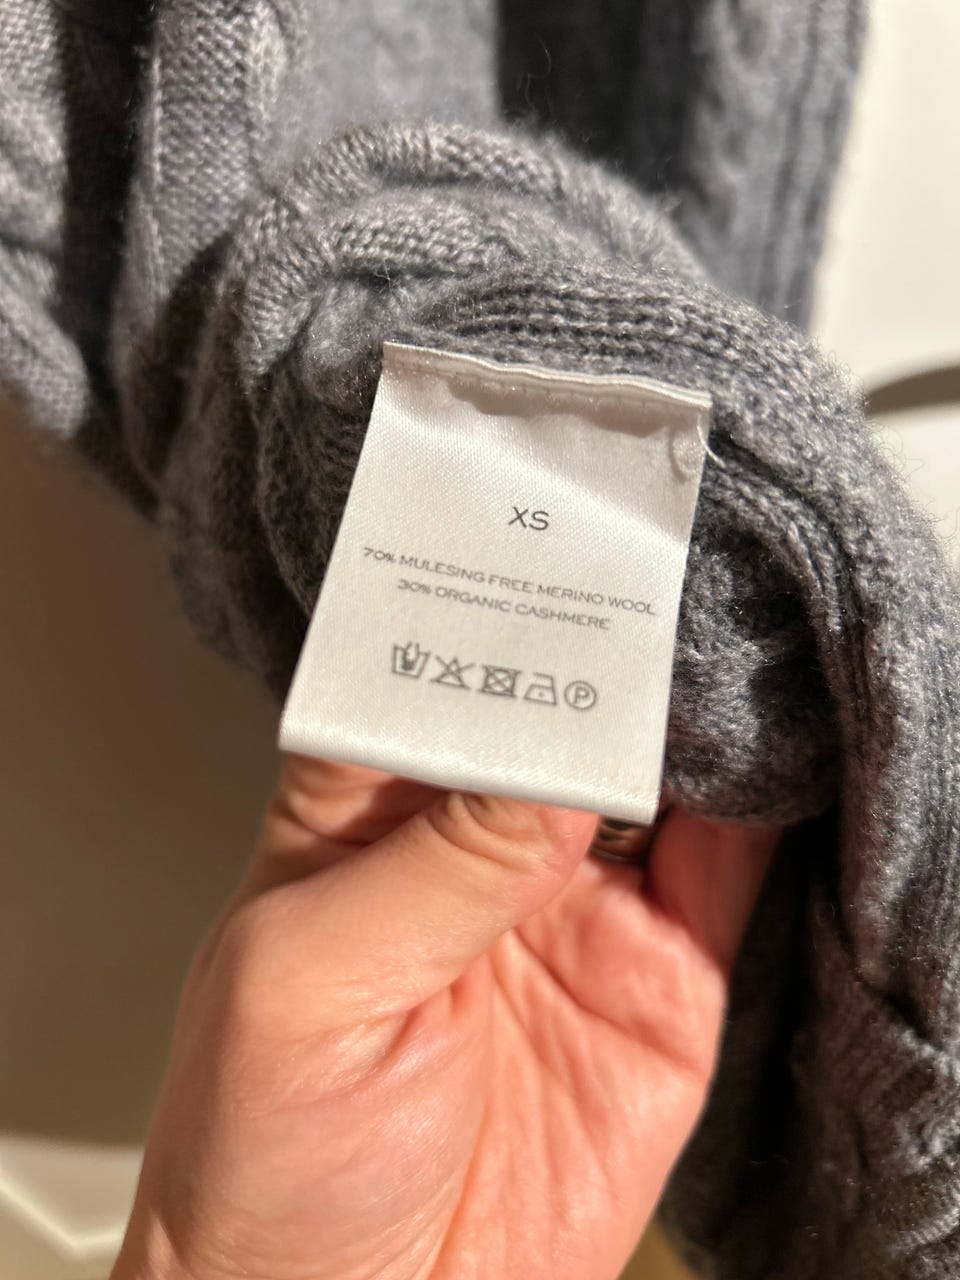 XS
70% MULESING FREE MERINO WOOL
30% ORGANIC CASHMERE
P